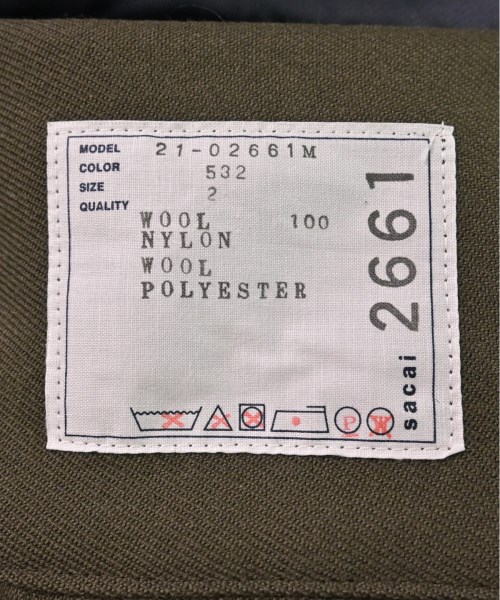 MODEL 21-02661M
COLOR 532
SIZE 2
QUALITY
WOOL 100
NYLON
WOOL
POLYESTER
P W
sacai 2661